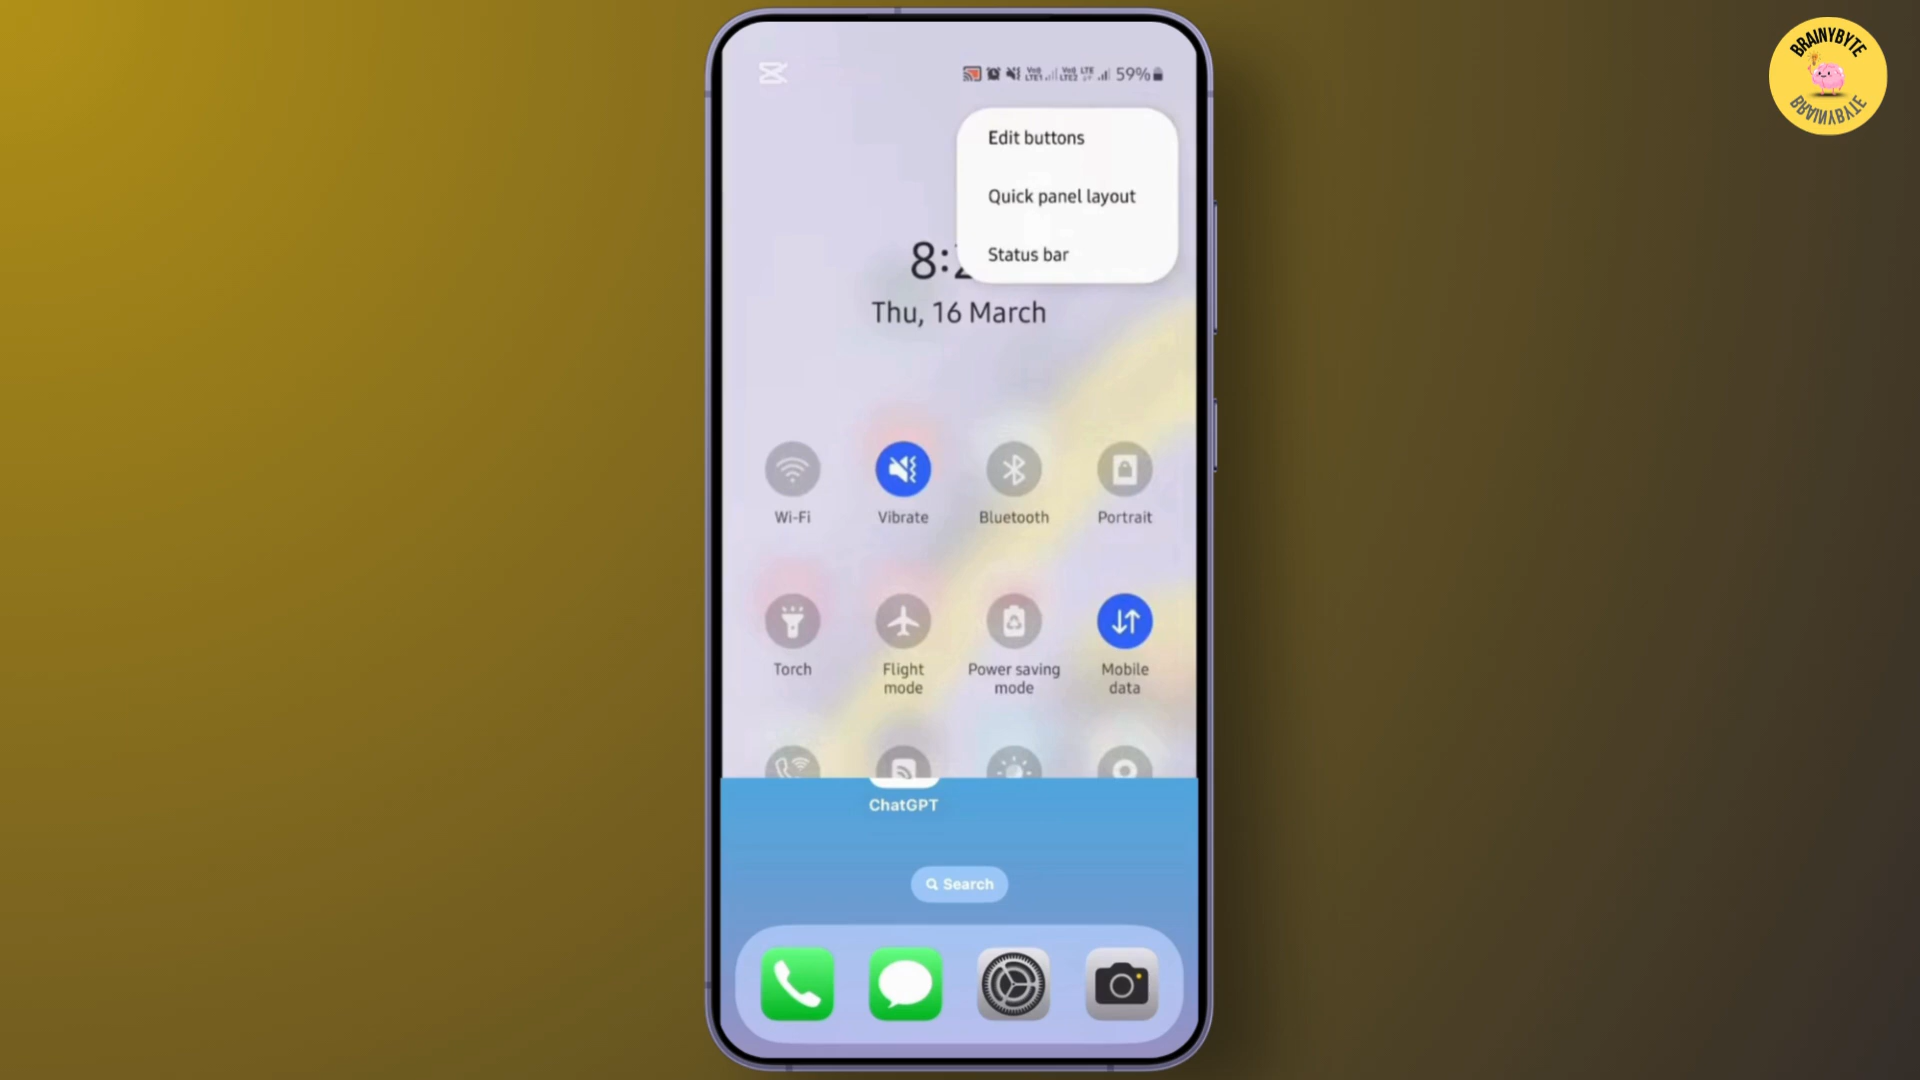 BRAINYBYTE
BRAINYBYTE
59%
Edit buttons
Quick panel layout
Status bar
8:2
Thu, 16 March
Wi-Fi
Vibrate
Bluetooth
Portrait
Torch
Flight
mode
Power saving
mode
Mobile
data
ChatGPT
Search